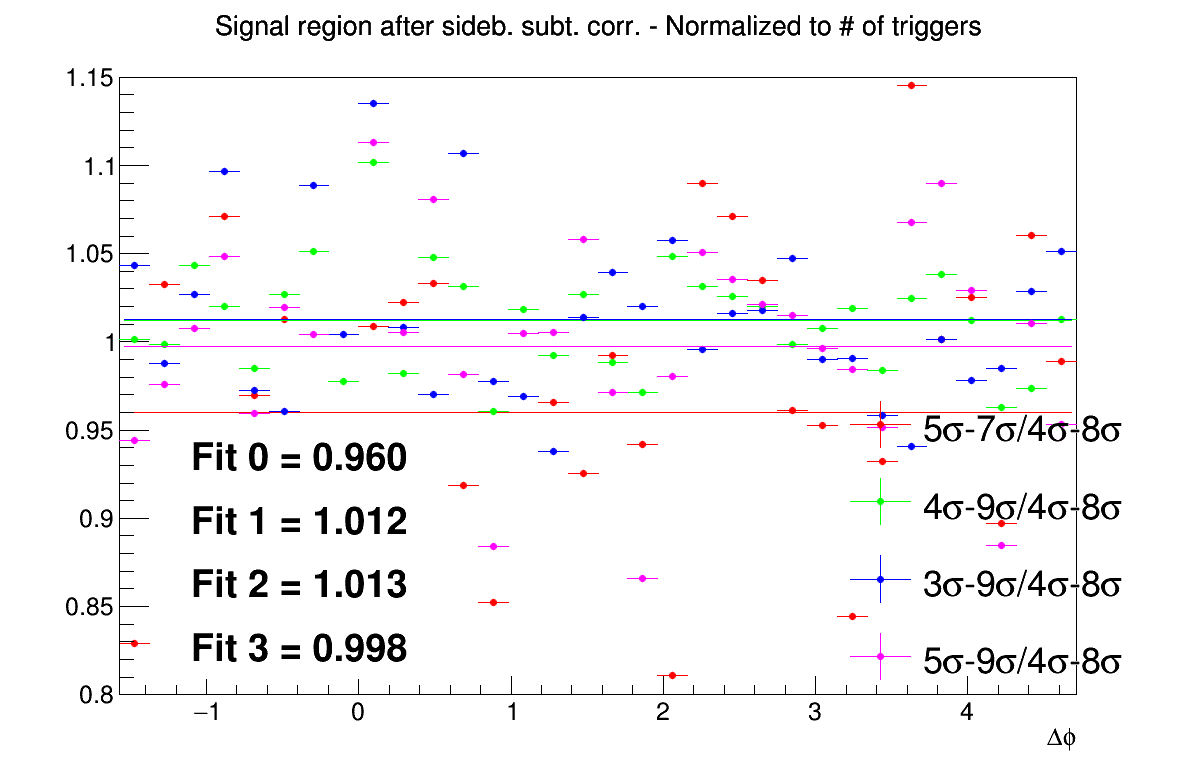 Signal region after sideb. subt. corr. - Normalized to # of triggers
1.15
1.1
1.05
1
0.95
0.9
0.85
0.8
Fit 0 = 0.960
Fit 1 = 1.012
Fit 2 = 1.013
Fit 3 = 0.998
5σ-7σ/4σ-8σ
4σ-9σ/4σ-8σ
3σ-9σ/4σ-8σ
5σ-9σ/4σ-8σ
−1 0 1 2 3 4
Δϕ